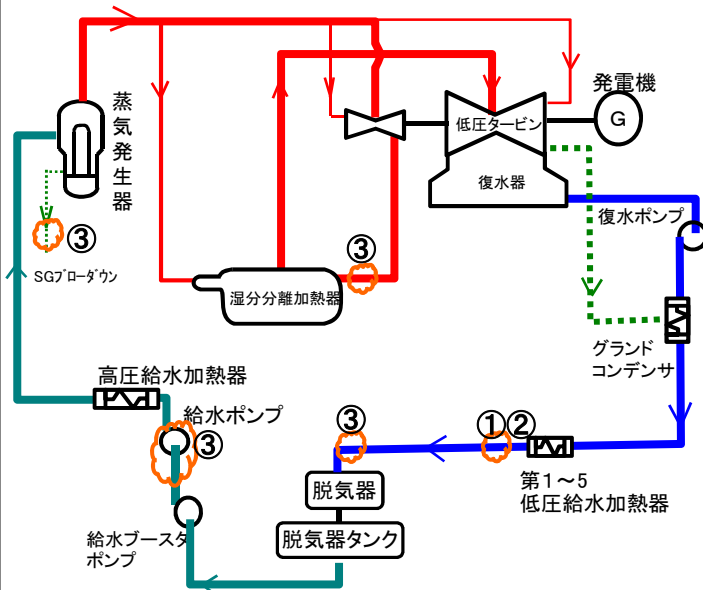 発電機
G
低圧タービン
復水器
蒸気発生器
復水ポンプ
③
SGブローダウン
③
湿分分離加熱器
グランド
コンデンサ
高圧給水加熱器
給水ポンプ
③
③
①②
第1～5
低圧給水加熱器
脱気器
脱気器タンク
給水ブースタ
ポンプ